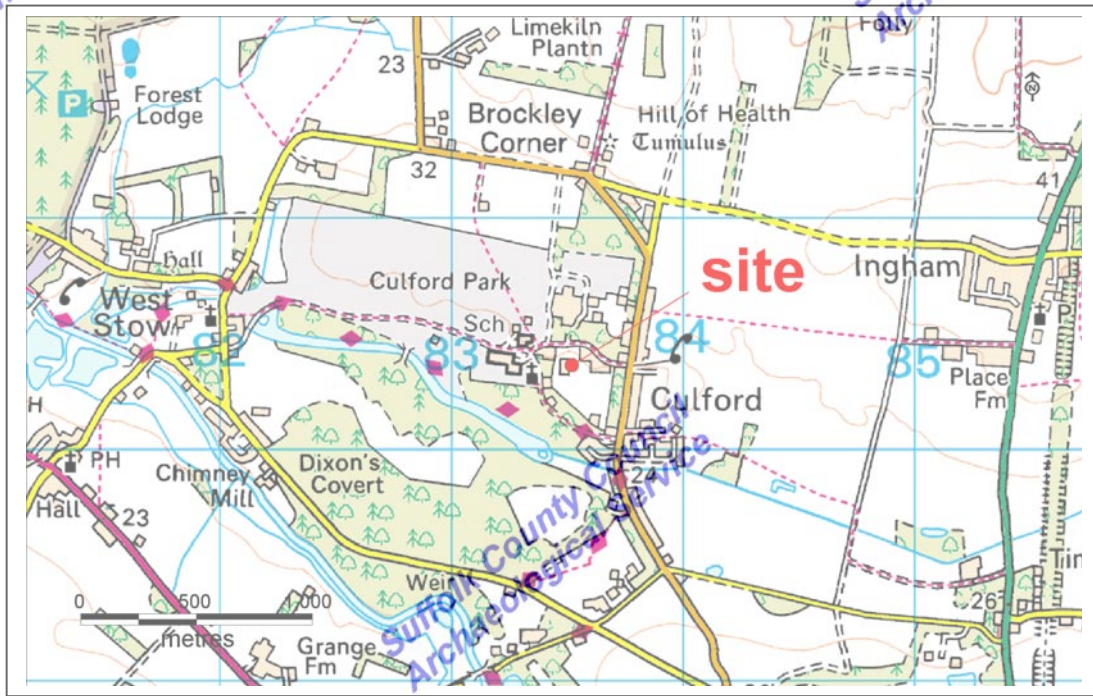 Limekiln
Plantn
Folly
23
P
Forest
Lodge
Brockley
Corner
Hill of Health
Tumulus
N
32
41
Hall
Culford Park
site
Ingham
West
Stow
Sch
82
83
84
85
P
Place
Fm
Culford
H
PH
Chimney
Mill
Dixon's
Covert
24
Hall
23
Weir
Suffolk County Council
Archaeological Service
0
500
metres
26
Grange
Fm